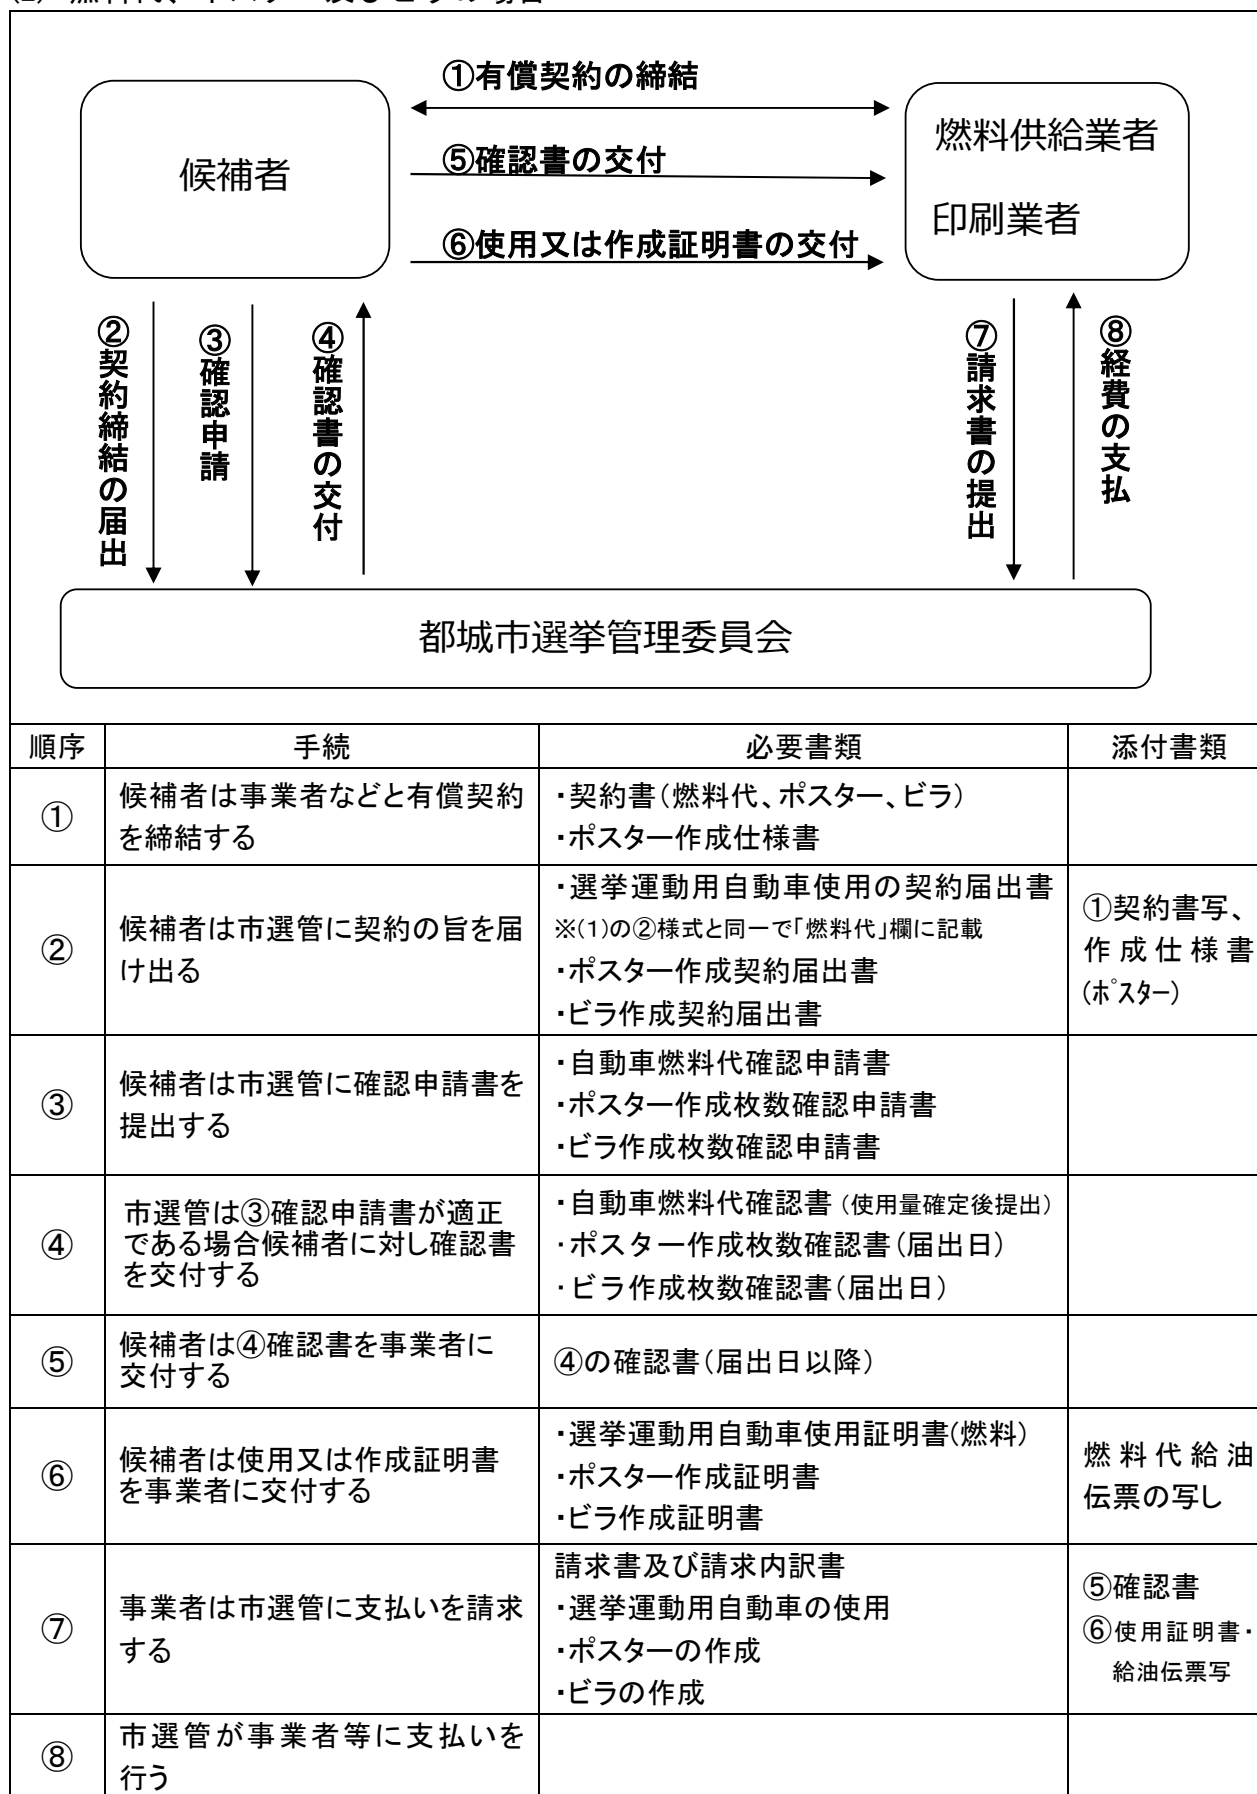 ①有償契約の締結
候補者
⑤確認書の交付
⑥使用又は作成証明書の交付
燃料供給業者
印刷業者
②契約締結の届出
③確認申請
④確認書の交付
⑦請求書の提出
⑧経費の支払
都城市選挙管理委員会
順序
手続
必要書類
添付書類
①
候補者は事業者などと有償契約
を締結する
・契約書（燃料代、ポスター、ビラ）
・ポスター作成仕様書
②
候補者は市選管に契約の旨を届
け出る
・選挙運動用自動車使用の契約届出書
※(1)の②様式と同一で「燃料代」欄に記載
・ポスター作成契約届出書
・ビラ作成契約届出書
①契約書写、
作成仕様書
(ﾎﾟｽﾀｰ)
③
候補者は市選管に確認申請書を
提出する
・自動車燃料代確認申請書
・ポスター作成枚数確認申請書
・ビラ作成枚数確認申請書
④
市選管は③確認申請書が適正
である場合候補者に対し確認書
を交付する
・自動車燃料代確認書（使用量確定後提出）
・ポスター作成枚数確認書（届出日）
・ビラ作成枚数確認書（届出日）
⑤
候補者は④確認書を事業者に
交付する
④の確認書（届出日以降）
⑥
候補者は使用又は作成証明書
を事業者に交付する
・選挙運動用自動車使用証明書(燃料)
・ポスター作成証明書
・ビラ作成証明書
燃料代給油
伝票の写し
⑦
事業者は市選管に支払いを請求
する
請求書及び請求内訳書
・選挙運動用自動車の使用
・ポスターの作成
・ビラの作成
⑤確認書
⑥使用証明書・
給油伝票写
⑧
市選管が事業者等に支払いを
行う